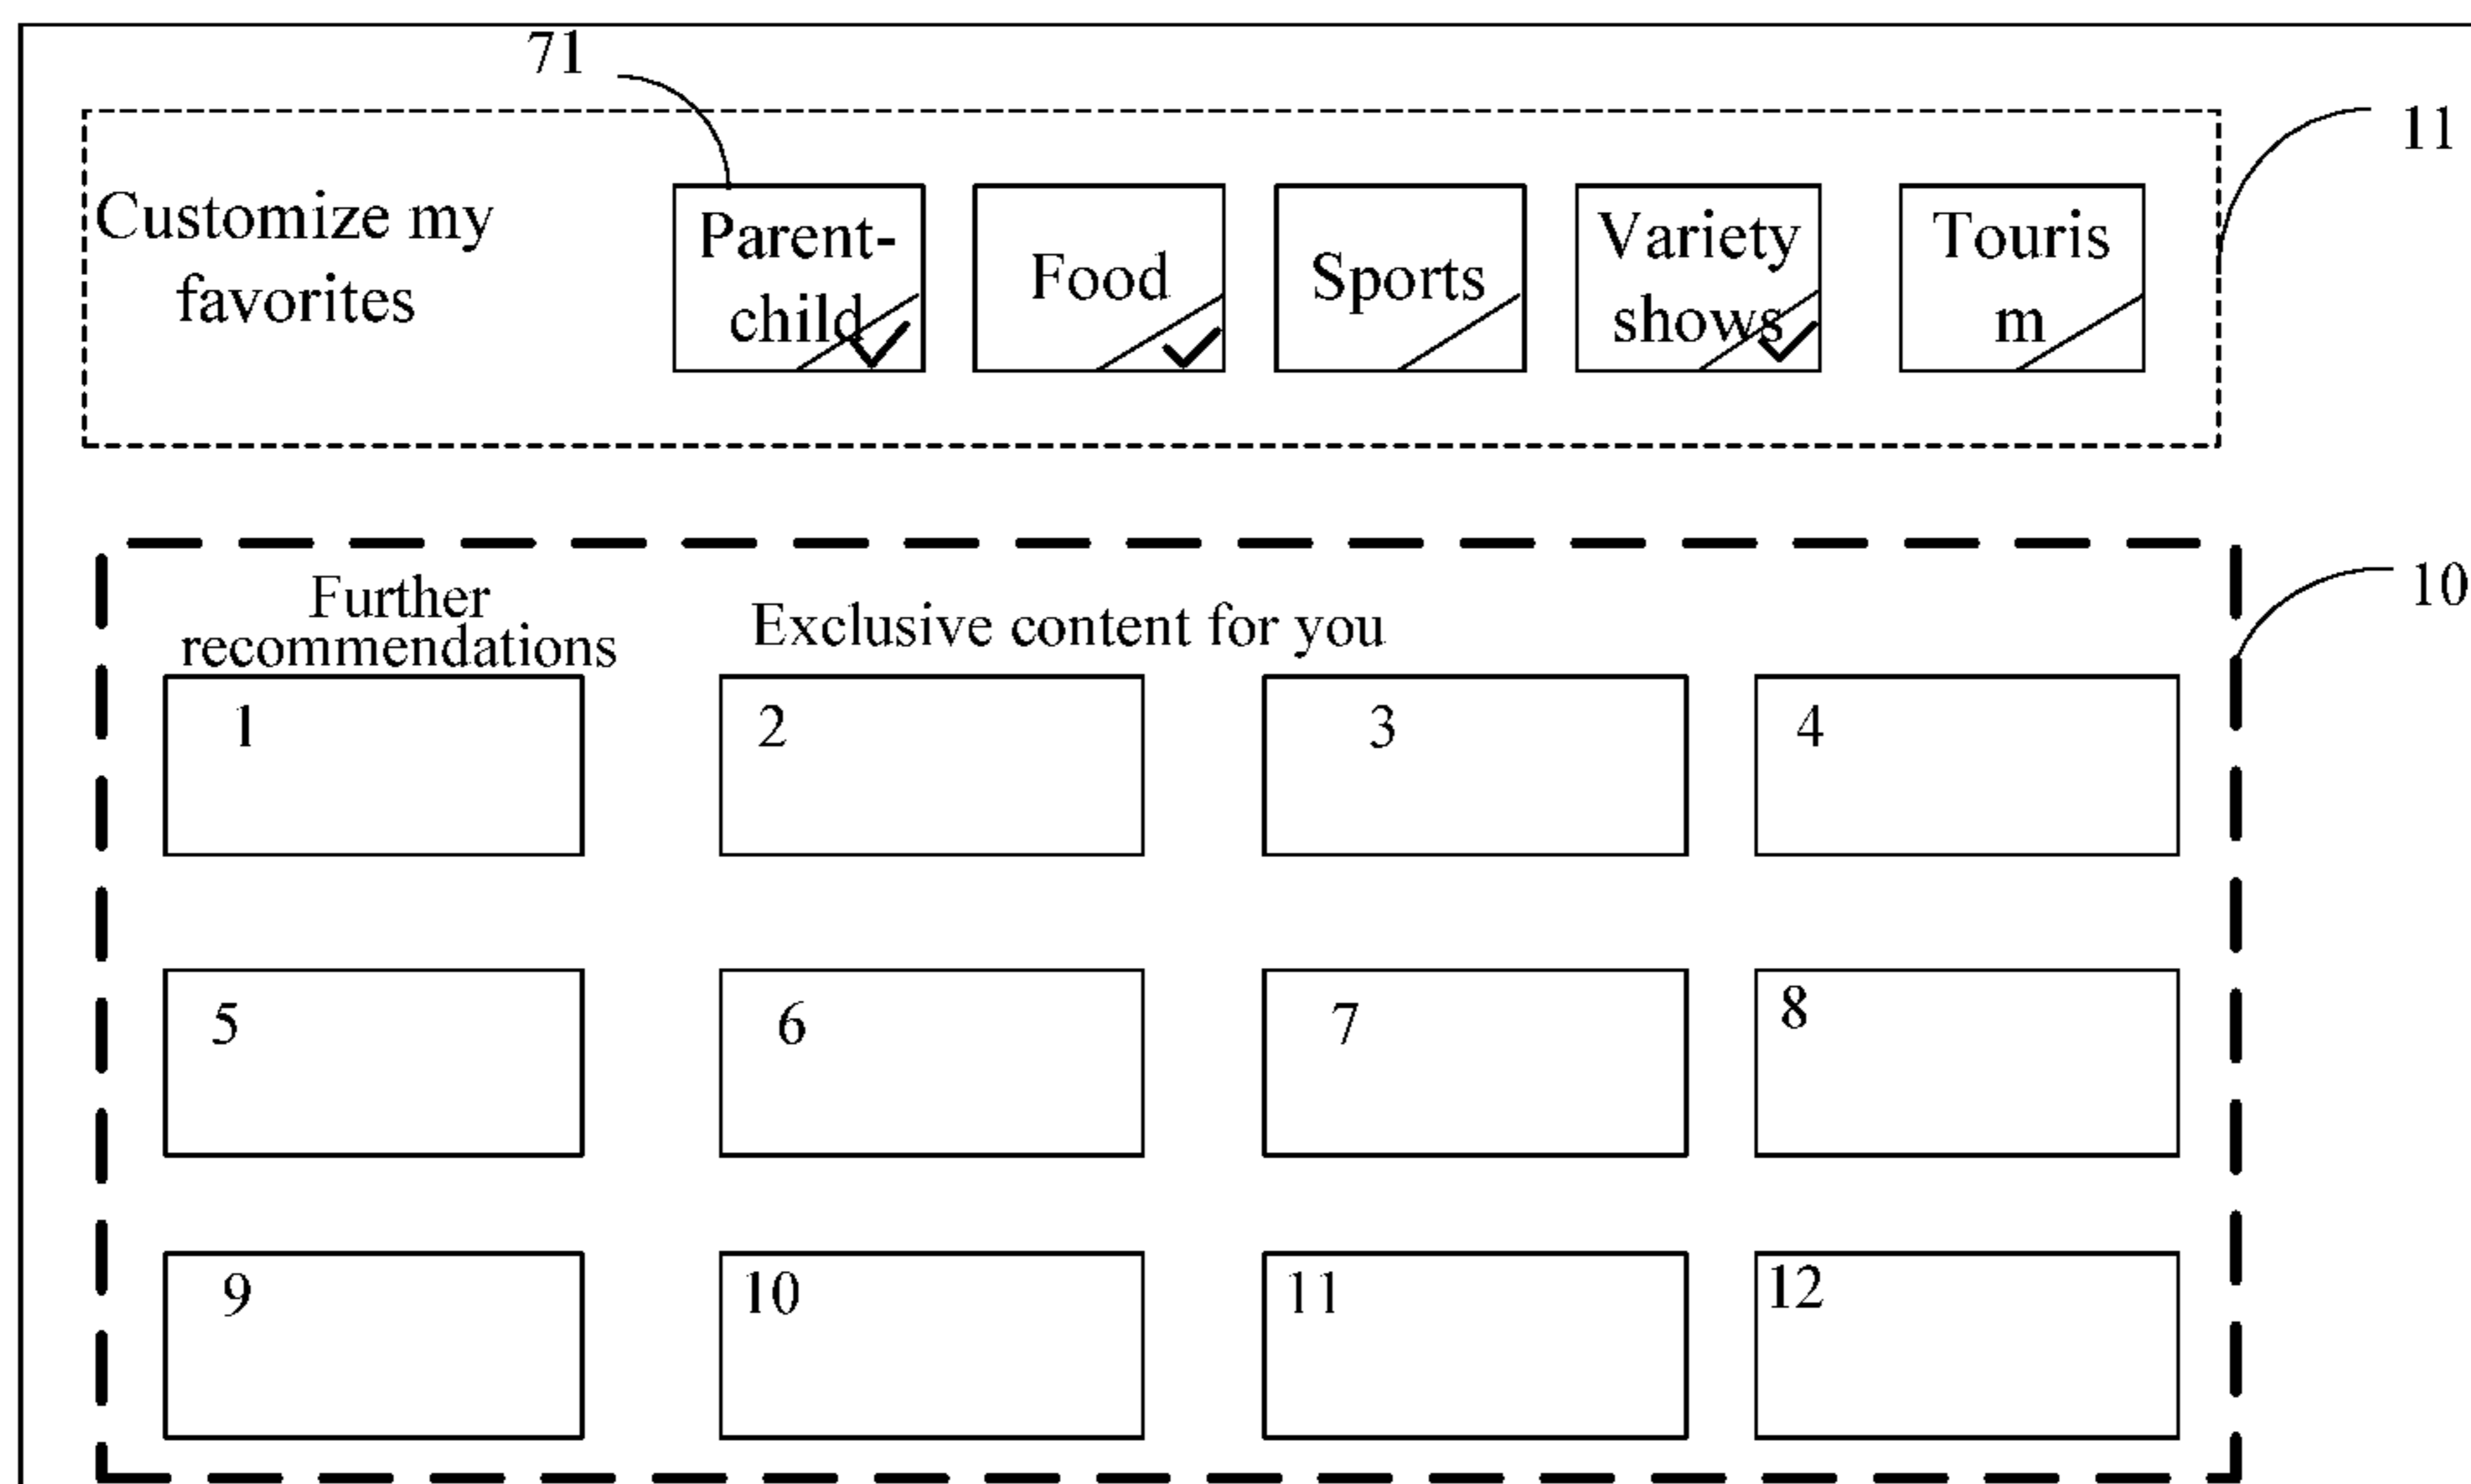 71
11
Customize my
favorites
Parent-
child
Food
Sports
Variety
shows
Touris
m
10
Further
recommendations
Exclusive content for you
1
2
3
4
5
6
7
8
9
10
11
12